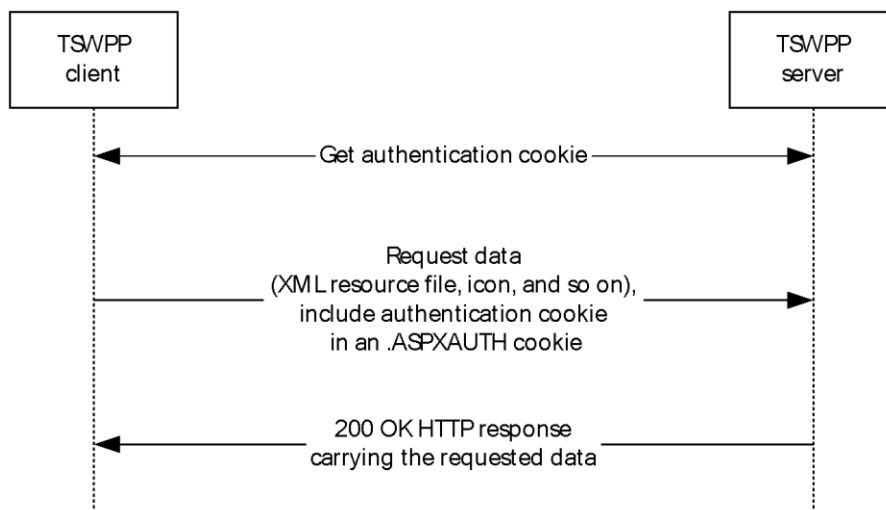 TSWPP
client
TSWPP
server
Get authentication cookie
Request data
(XML resource file, icon, and so on),
include authentication cookie
in an .ASPXAUTH cookie
200 OK HTTP response
carrying the requested data